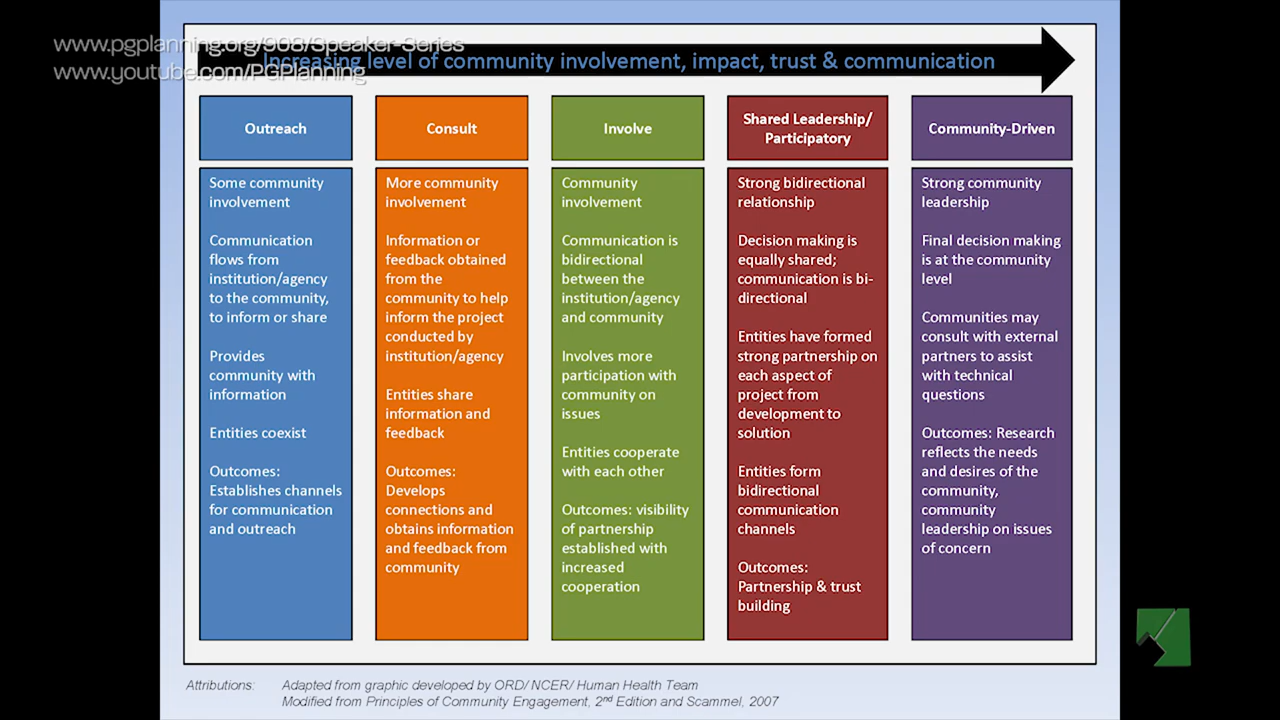 www.pgplanning.org/908/Speaker-Series
www.youtube.com/PGPlanning
Increasing level of community involvement, impact, trust & communication
Outreach
Some community
involvement
Communication
flows from
institution/agency
to the community,
to inform or share
Provides
community with
information
Entities coexist
Outcomes:
Establishes channels
for communication
and outreach
Consult
More community
involvement
Information or
feedback obtained
from the
community to help
inform the project
conducted by
institution/agency
Entities share
information and
feedback
Outcomes:
Develops
connections and
obtains information
and feedback from
community
Involve
Community
involvement
Communication is
bidirectional
between the
institution/agency
and community
Involves more
participation with
community on
issues
Entities cooperate
with each other
Outcomes: visibility
of partnership
established with
increased
cooperation
Shared Leadership/
Participatory
Strong bidirectional
relationship
Decision making is
equally shared;
communication is bi-
directional
Entities have formed
strong partnership on
each aspect of
project from
development to
solution
Entities form
bidirectional
communication
channels
Outcomes:
Partnership & trust
building
Community-Driven
Strong community
leadership
Final decision making
is at the community
level
Communities may
consult with external
partners to assist
with technical
questions
Outcomes: Research
reflects the needs
and desires of the
community,
community
leadership on issues
of concern
Attributions: Adapted from graphic developed by ORD/ NCER/ Human Health Team
Modified from Principles of Community Engagement, 2nd Edition and Scammel, 2007